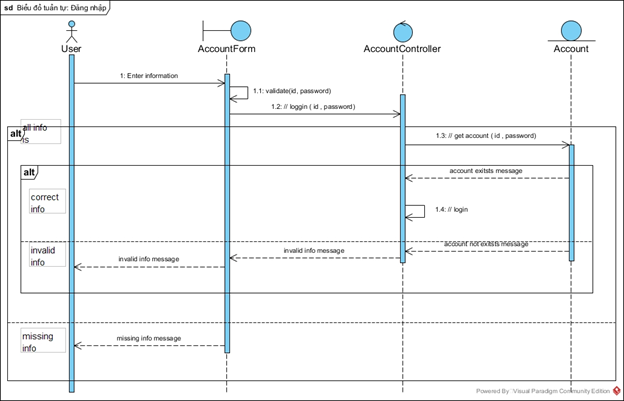 sd Biểu đồ tuần tự: Đăng nhập
User
AccountForm
AccountController
Account
1: Enter information
1.1: validate(id, password)
1.2: // loggin ( id , password)
all info
is
alt
1.3: // get account ( id , password)
alt
account exitsts message
correct
info
1.4: // login
invalid
info
account not exitsts message
invalid info message
invalid info message
missing
info
missing info message
Powered By Visual Paradigm Community Edition